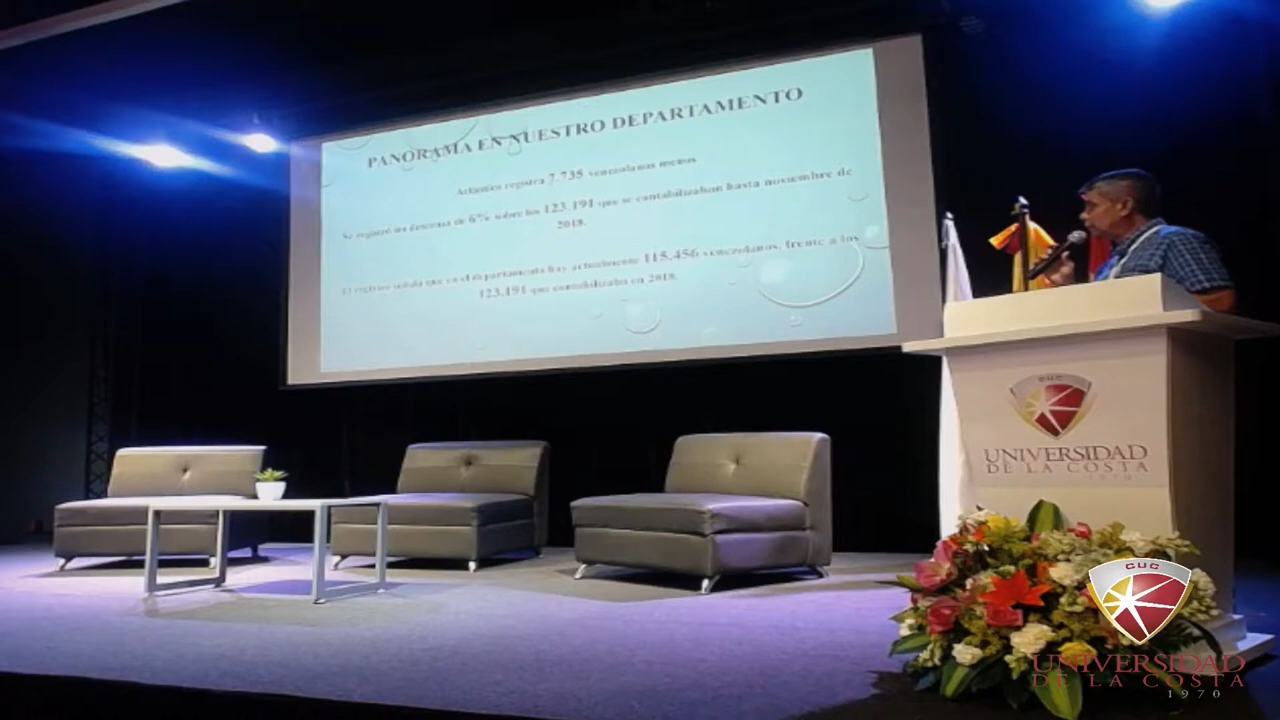 PANORAMA EN NUESTRO DEPARTAMENTO
Atlántico registra 7.735 venezolanos menos
Se registró un descenso de 6% sobre los 123.191 que se contabilizaban hasta noviembre de
2018.
El registro señala que en el departamento hay actualmente 115.456 venezolanos, frente a los
123.191 que contabilizaba en 2018.
CUC
UNIVERSIDAD
DE LA COSTA
1970
CUC
UNIVERSIDAD
DE LA COSTA
1970